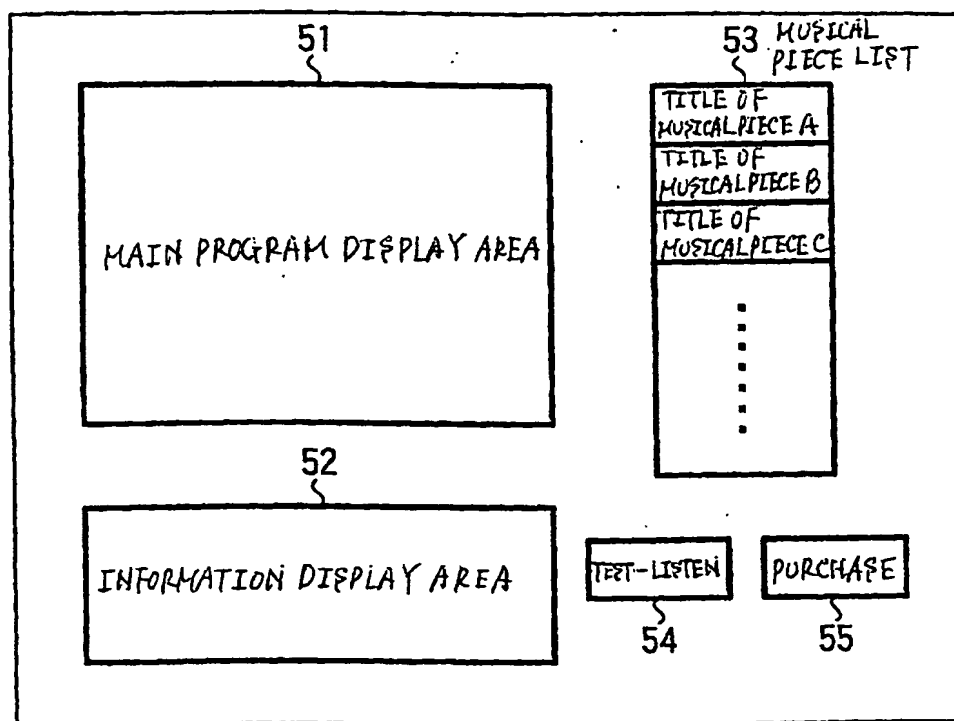 51
MAIN PROGRAM DISPLAY AREA
53 MUSICAL
PIECE LIST
TITLE OF
MUSICAL PIECE A
TITLE OF
MUSICAL PIECE B
TITLE OF
MUSICAL PIECE C
52
INFORMATION DISPLAY AREA
TEST-LISTEN
54
PURCHASE
55